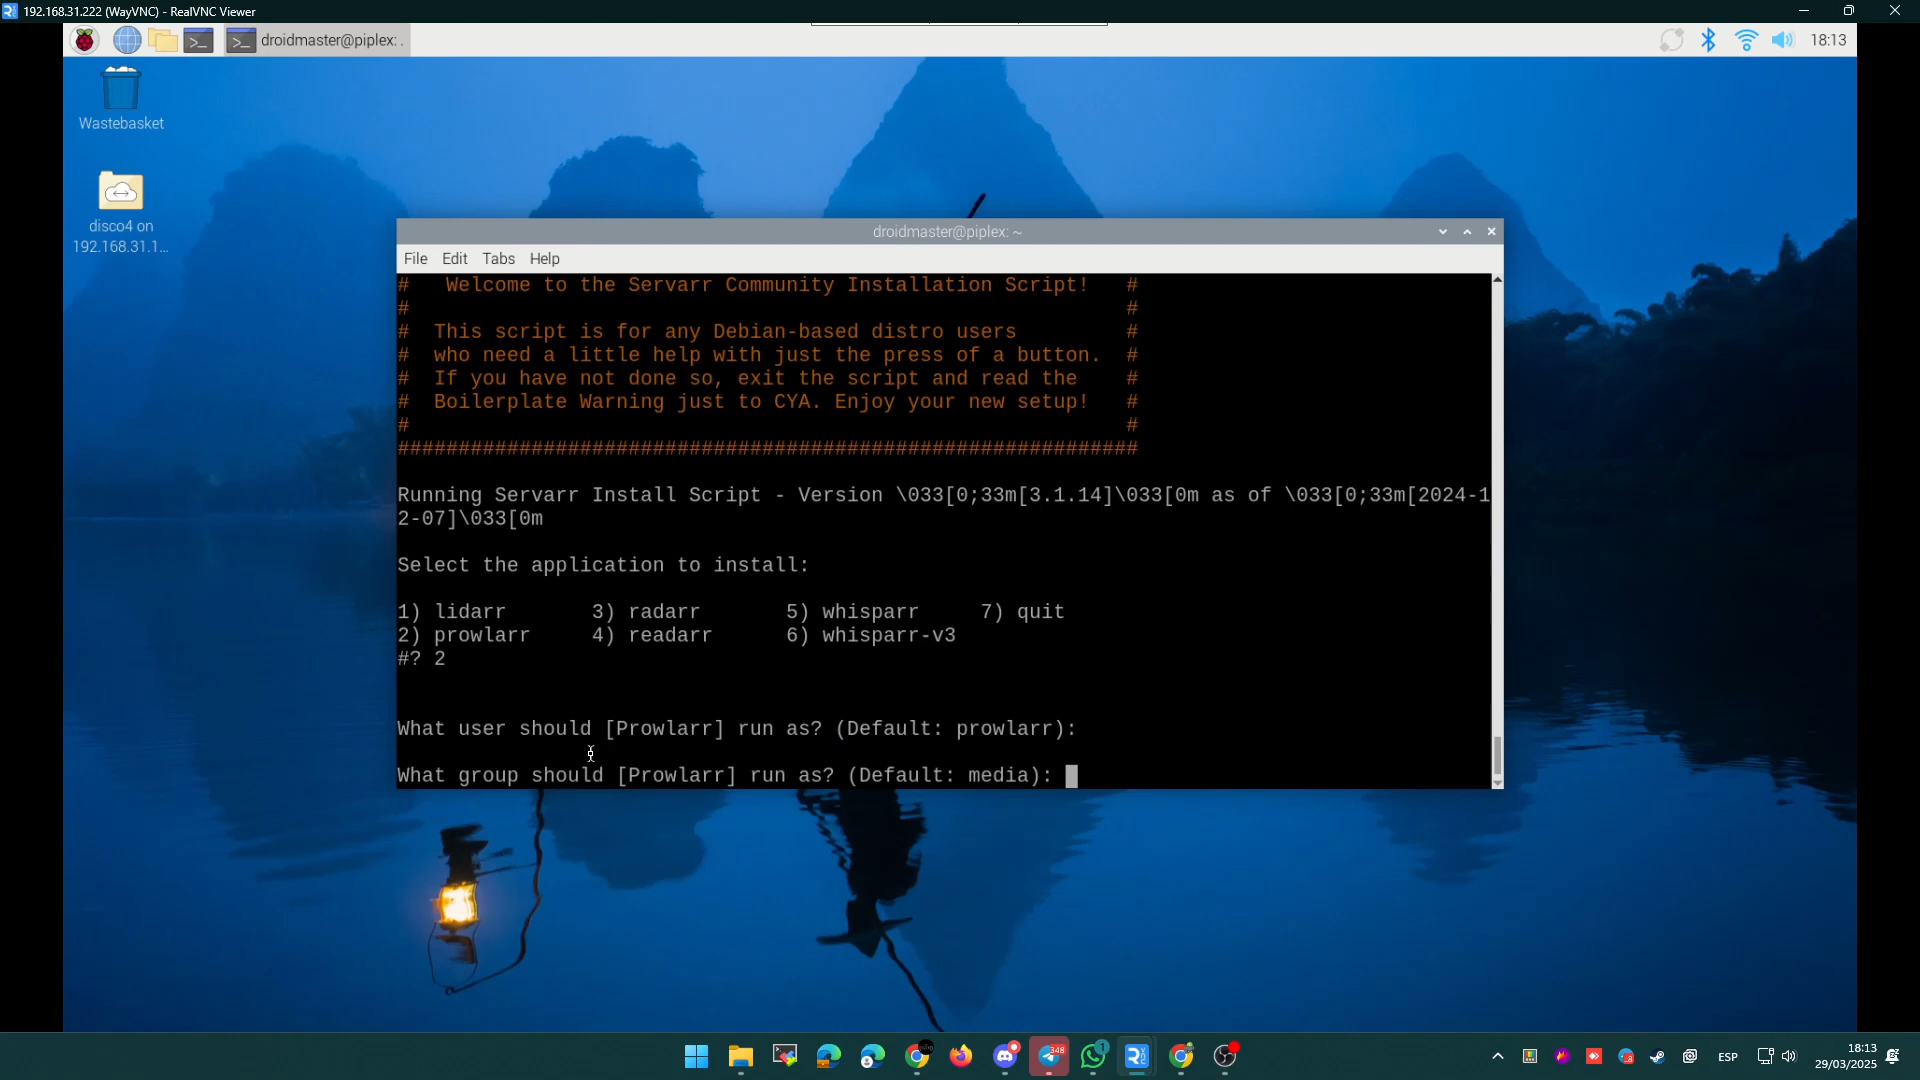 192.168.31.222 (WayVNC) - RealVNC Viewer
droidmaster@piplex: .
18:13
Wastebasket
disco4 on
192.168.31.1...
droidmaster@piplex: ~
File Edit Tabs Help
#   Welcome to the Servarr Community Installation Script!   #
#                                                           #
#  This script is for any Debian-based distro users         #
#  who need a little help with just the press of a button.  #
#  If you have not done so, exit the script and read the    #
#  Boilerplate Warning just to CYA. Enjoy your new setup!   #
#                                                           #
#############################################################
Running Servarr Install Script - Version \033[0;33m[3.1.14]\033[0m as of \033[0;33m[2024-1
2-07]\033[0m
Select the application to install:
1) lidarr       3) radarr       5) whisparr     7) quit
2) prowlarr     4) readarr      6) whisparr-v3
#? 2
What user should [Prowlarr] run as? (Default: prowlarr):
What group should [Prowlarr] run as? (Default: media):
348
1
ESP
18:13
29/03/2025